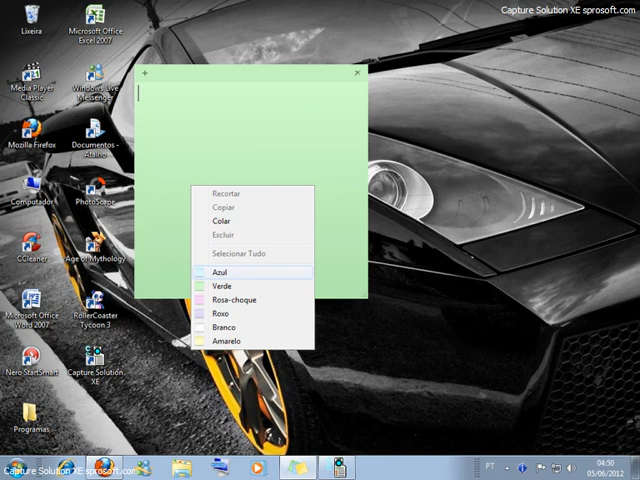 Capture Solution XE sprosoft.com
Lixeira
Microsoft Office
Excel 2007
Media Player
Classic
Windows Live
Messenger
Mozilla Firefox
Documentos -
Ataíno
Computador
PhotoScape
CCleaner
Age of Mythology
Microsoft Office
Word 2007
RollerCoaster
Tycoon 3
Nero StartSmart
Capture Solution
XE
Programas
Recortar
Copiar
Colar
Excluir
Selecionar Tudo
Azul
Verde
Rosa-choque
Roxo
Branco
Amarelo
Capture Solution XE sprosoft.com
PT
04:50
05/06/2012